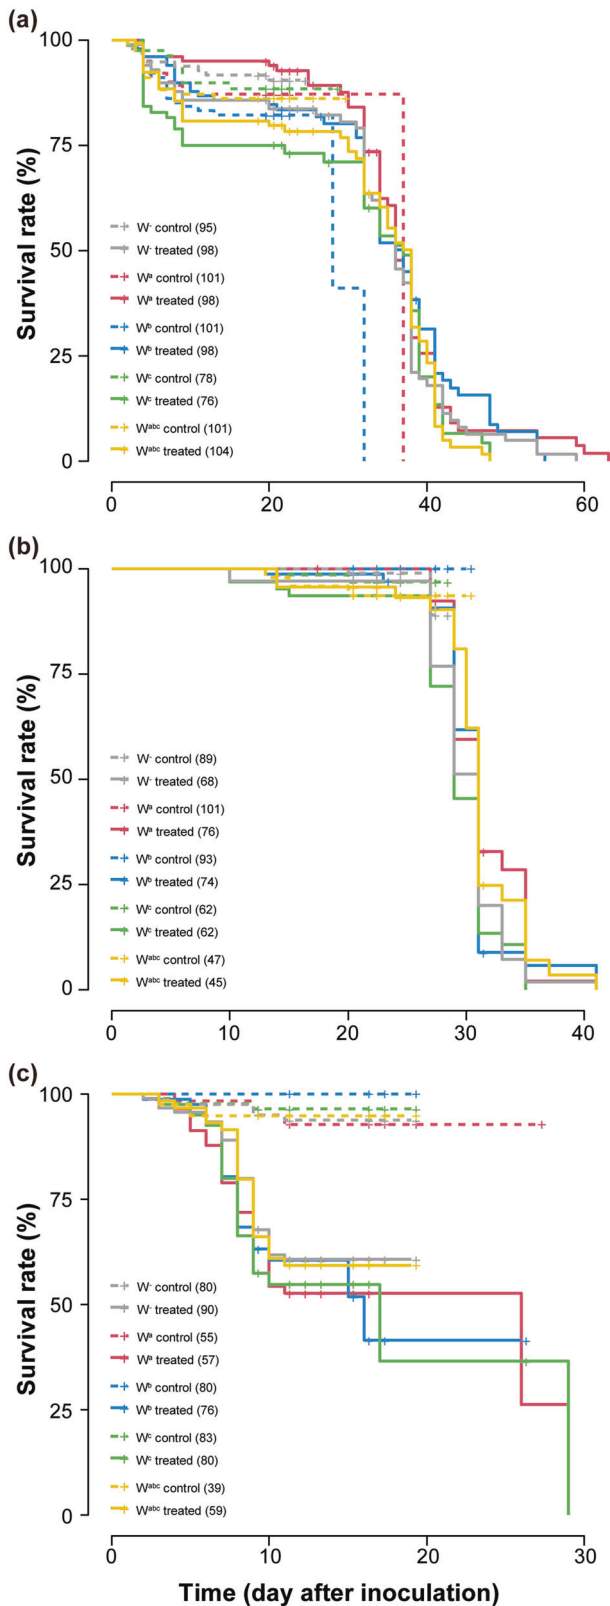 (a)
100
75
50
25
0
Survival rate (%)
W- control (95)
W- treated (98)
Wa control (101)
Wa treated (98)
Wb control (101)
Wb treated (98)
Wc control (78)
Wc treated (76)
Wabc control (101)
Wabc treated (104)
0 20 40 60
(b)
100
75
50
25
0
Survival rate (%)
W- control (89)
W- treated (68)
Wa control (101)
Wa treated (76)
Wb control (93)
Wb treated (74)
Wc control (62)
Wc treated (62)
Wabc control (47)
Wabc treated (45)
0 10 20 30 40
(c)
100
75
50
25
0
Survival rate (%)
W- control (80)
W- treated (90)
Wa control (55)
Wa treated (57)
Wb control (80)
Wb treated (76)
Wc control (83)
Wc treated (80)
Wabc control (39)
Wabc treated (59)
0 10 20 30
Time (day after inoculation)